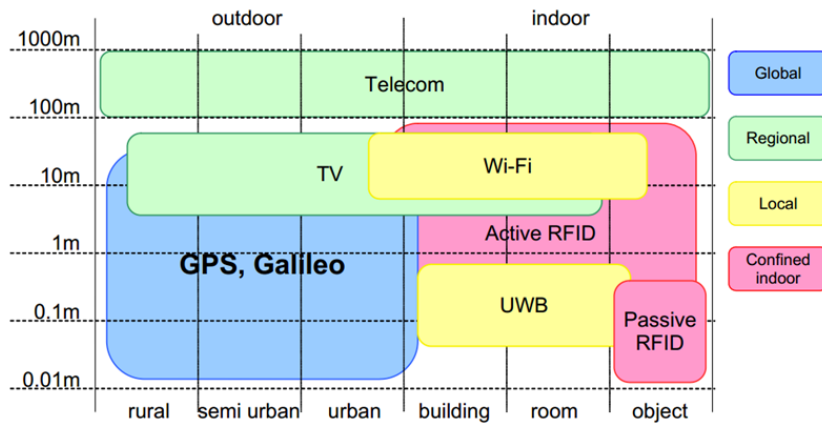 outdoor
indoor
1000m
100m
10m
1m
0.1m
0.01m
Telecom
TV
Wi-Fi
Active RFID
GPS, Galileo
UWB
Passive
RFID
rural
semi urban
urban
building
room
object
Global
Regional
Local
Confined
indoor